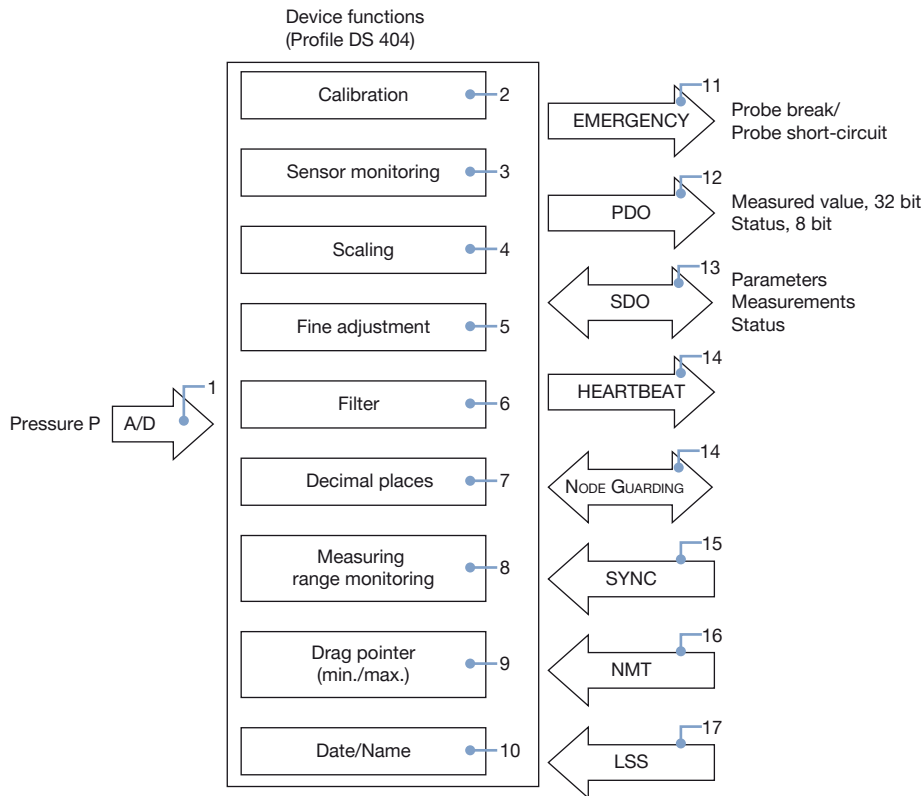 Device functions
(Profile DS 404)
Calibration
2
Sensor monitoring
3
Scaling
4
Fine adjustment
5
Filter
6
Decimal places
7
Measuring
range monitoring
8
Drag pointer
(min./max.)
9
Date/Name
10
Pressure P
A/D
1
EMERGENCY
11
Probe break/
Probe short-circuit
PDO
12
Measured value, 32 bit
Status, 8 bit
SDO
13
Parameters
Measurements
Status
HEARTBEAT
14
NODE GUARDING
14
SYNC
15
NMT
16
LSS
17